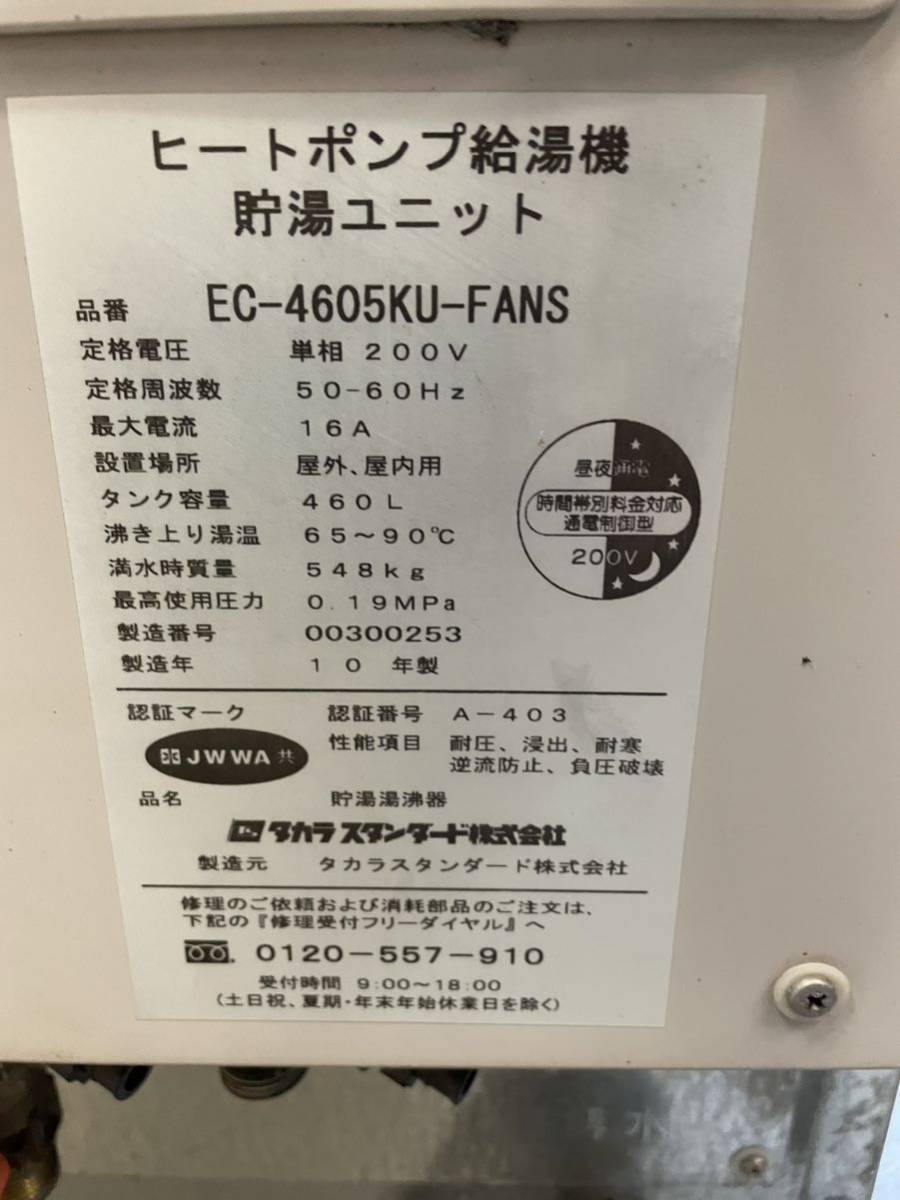 ヒートポンプ給湯機
貯湯ユニット
品番 EC-4605KU-FANS
定格電圧 単相 200V
定格周波数 50-60Hz
最大電流 16A
設置場所 屋外、屋内用
タンク容量 460L
沸き上り湯温 65~90℃
満水時質量 548kg
最高使用圧力 0.19MPa
製造番号 00300253
製造年 10 年製
昼夜通電
時間帯別料金対応
通電制御型
200V
認証マーク 認証番号 A-403
JWWA 共
性能項目 耐圧、浸出、耐寒
逆流防止、負圧破壊
品名 貯湯湯沸器
タカラスタンダード株式会社
製造元 タカラスタンダード株式会社
修理のご依頼および消耗部品のご注文は、
下記の『修理受付フリーダイヤル』へ
0120-557-910
受付時間 9:00~18:00
(土日祝、夏期・年末年始休業日を除く)